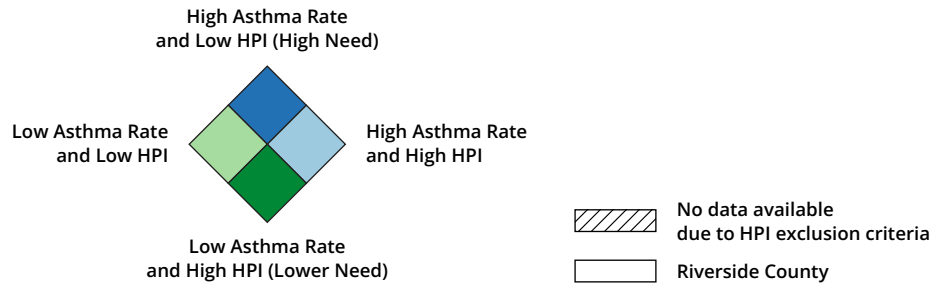 High Asthma Rate
and Low HPI (High Need)
Low Asthma Rate
and Low HPI
High Asthma Rate
and High HPI
Low Asthma Rate
and High HPI (Lower Need)
No data available
due to HPI exclusion criteria
Riverside County